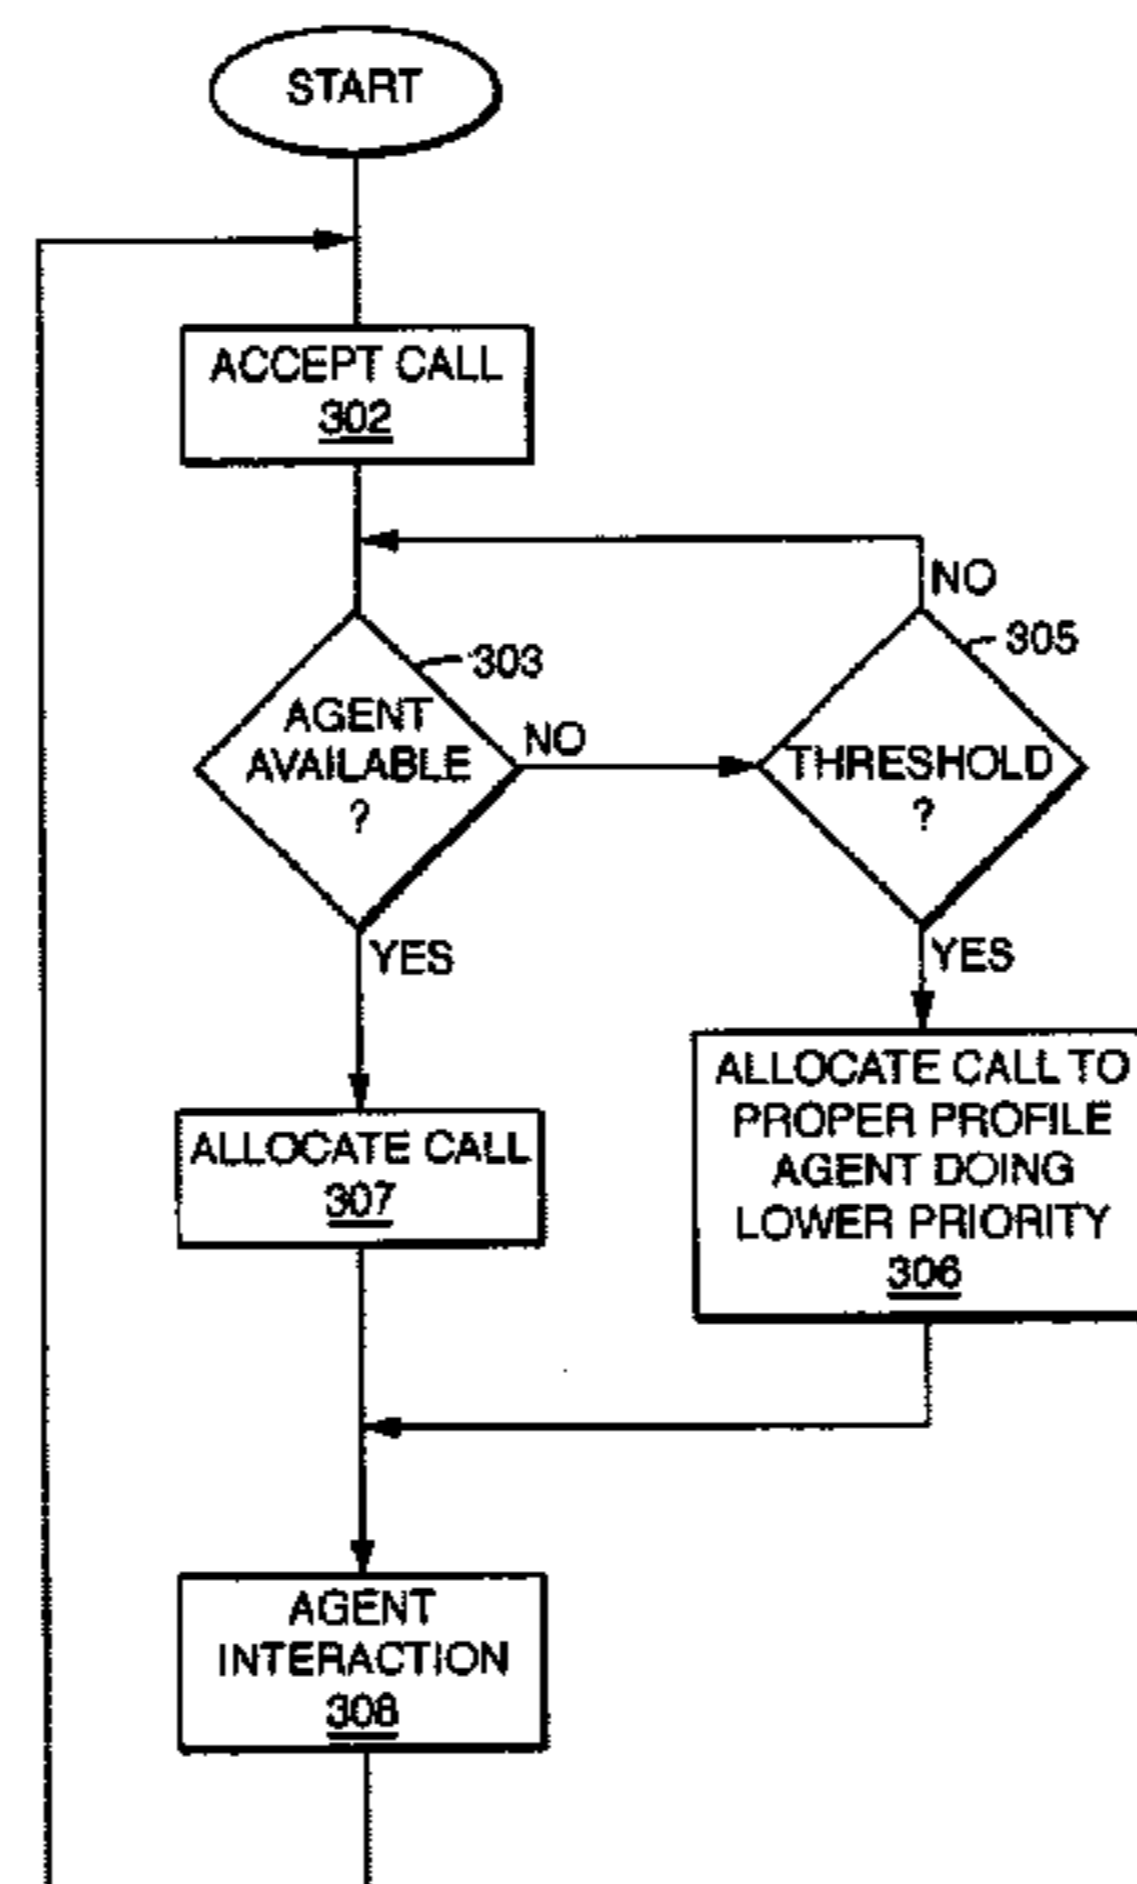 START
ACCEPT CALL
302
NO
305
303
AGENT
AVAILABLE
?
NO
THRESHOLD
?
YES
YES
ALLOCATE CALL
307
ALLOCATE CALL TO
PROPER PROFILE
AGENT DOING
LOWER PRIORITY
306
AGENT
INTERACTION
308